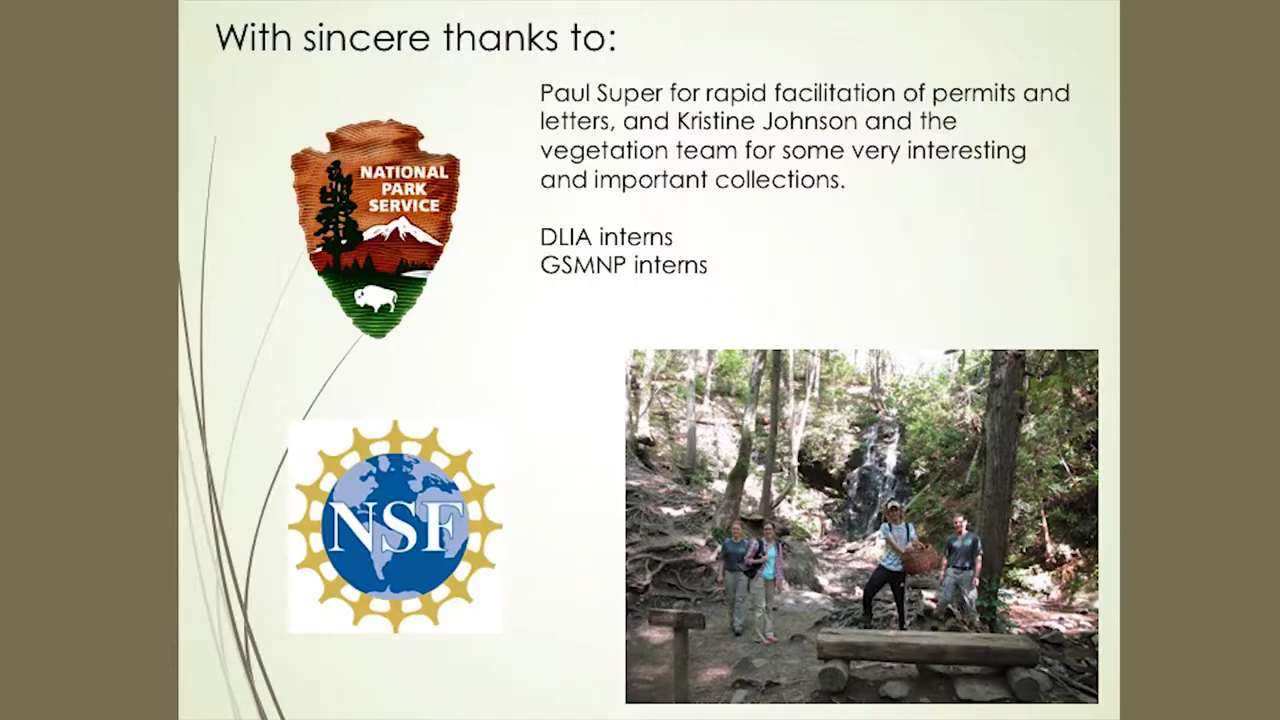 With sincere thanks to:
Paul Super for rapid facilitation of permits and
letters, and Kristine Johnson and the
vegetation team for some very interesting
and important collections.
DLIA interns
GSMNP interns
NATIONAL
PARK
SERVICE
NSF